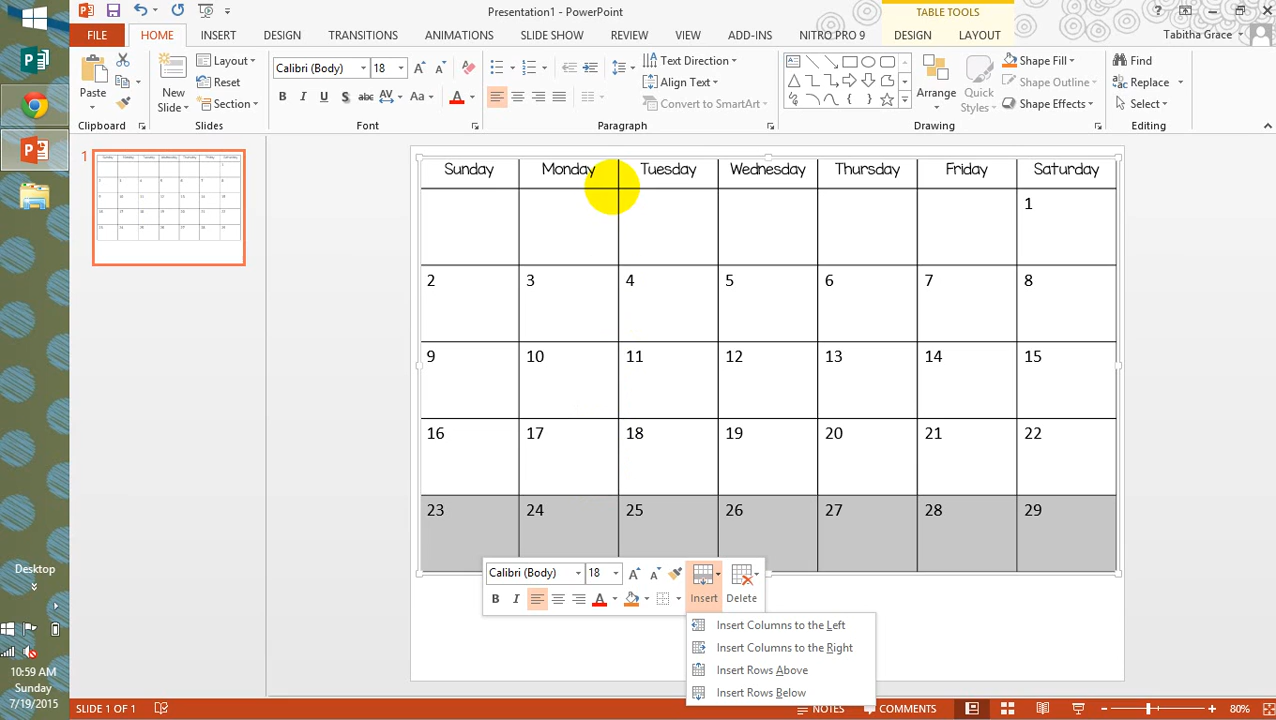 Presentation1 - PowerPoint
TABLE TOOLS
FILE HOME INSERT DESIGN TRANSITIONS ANIMATIONS SLIDE SHOW REVIEW VIEW ADD-INS NITRO PRO 9 DESIGN LAYOUT
Tabitha Grace
Paste
New
Slide
Layout
Reset
Section
Calibri (Body) 18
B I U S abc AV Aa A
Text Direction
Align Text
Convert to SmartArt
Arrange
Quick
Styles
Shape Fill
Shape Outline
Shape Effects
Find
Replace
Select
Clipboard Slides Font Paragraph Drawing Editing
1
Sunday Monday Tuesday Wednesday Thursday Friday Saturday
1
2 3 4 5 6 7 8
9 10 11 12 13 14 15
16 17 18 19 20 21 22
23 24 25 26 27 28 29
Calibri (Body) 18
B I A
Insert Delete
Insert Columns to the Left
Insert Columns to the Right
Insert Rows Above
Insert Rows Below
Desktop
10:59 AM
Sunday
7/19/2015
SLIDE 1 OF 1 NOTES COMMENTS 80%